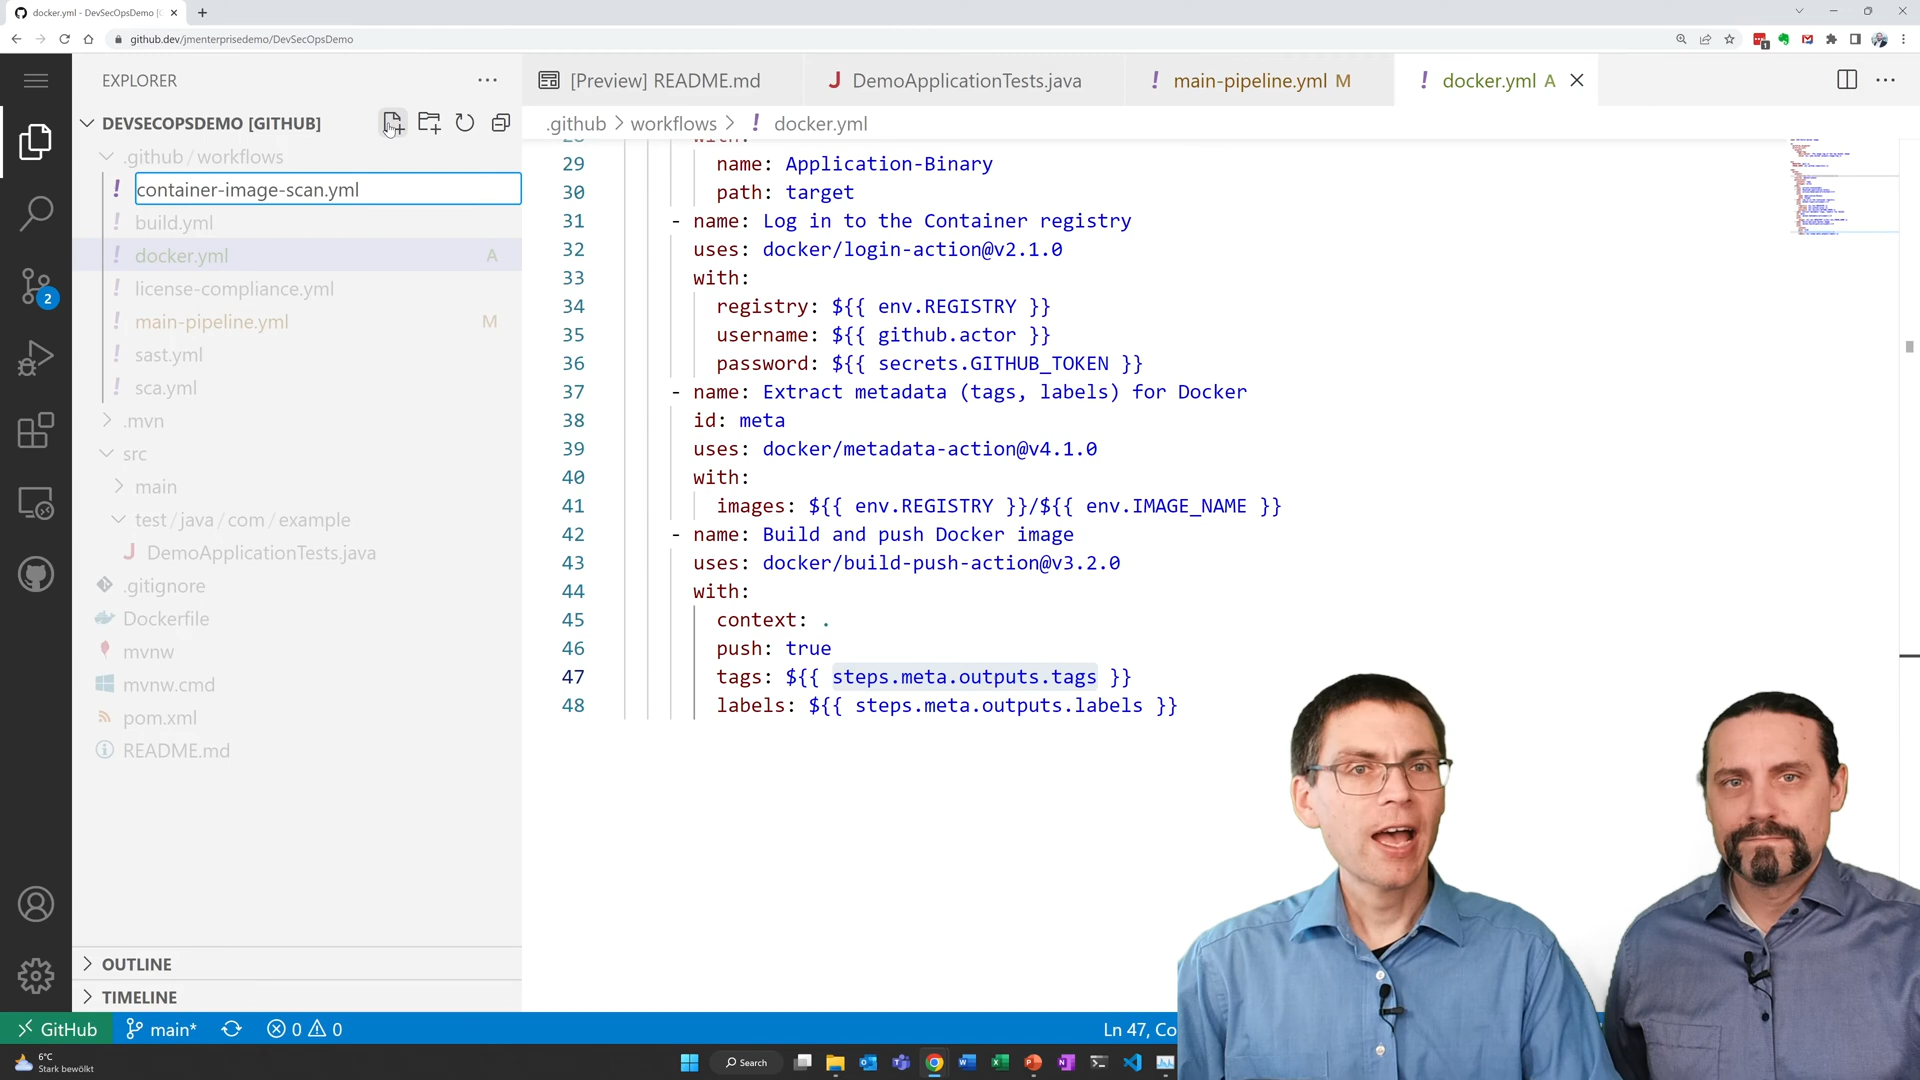 docker.yml - DevSecOpsDemo [
github.dev/jmenterprisedemo/DevSecOpsDemo
EXPLORER
[Preview] README.md
DemoApplicationTests.java
main-pipeline.yml M
docker.yml A
DEVSECOPSDEMO [GITHUB]
.github > workflows > ! docker.yml
.github / workflows
container-image-scan.yml
build.yml
docker.yml A
license-compliance.yml
main-pipeline.yml M
sast.yml
sca.yml
.mvn
src
main
test / java / com / example
DemoApplicationTests.java
.gitignore
Dockerfile
mvnw
mvnw.cmd
pom.xml
README.md
OUTLINE
TIMELINE
29 name: Application-Binary
30 path: target
31 - name: Log in to the Container registry
32 uses: docker/login-action@v2.1.0
33 with:
34 registry: ${{ env.REGISTRY }}
35 username: ${{ github.actor }}
36 password: ${{ secrets.GITHUB_TOKEN }}
37 - name: Extract metadata (tags, labels) for Docker
38 id: meta
39 uses: docker/metadata-action@v4.1.0
40 with:
41 images: ${{ env.REGISTRY }}/${{ env.IMAGE_NAME }}
42 - name: Build and push Docker image
43 uses: docker/build-push-action@v3.2.0
44 with:
45 context: .
46 push: true
47 tags: ${{ steps.meta.outputs.tags }}
48 labels: ${{ steps.meta.outputs.labels }}
2
GitHub
main*
0 0
Ln 47, Co
6°C
Stark bewölkt
Search